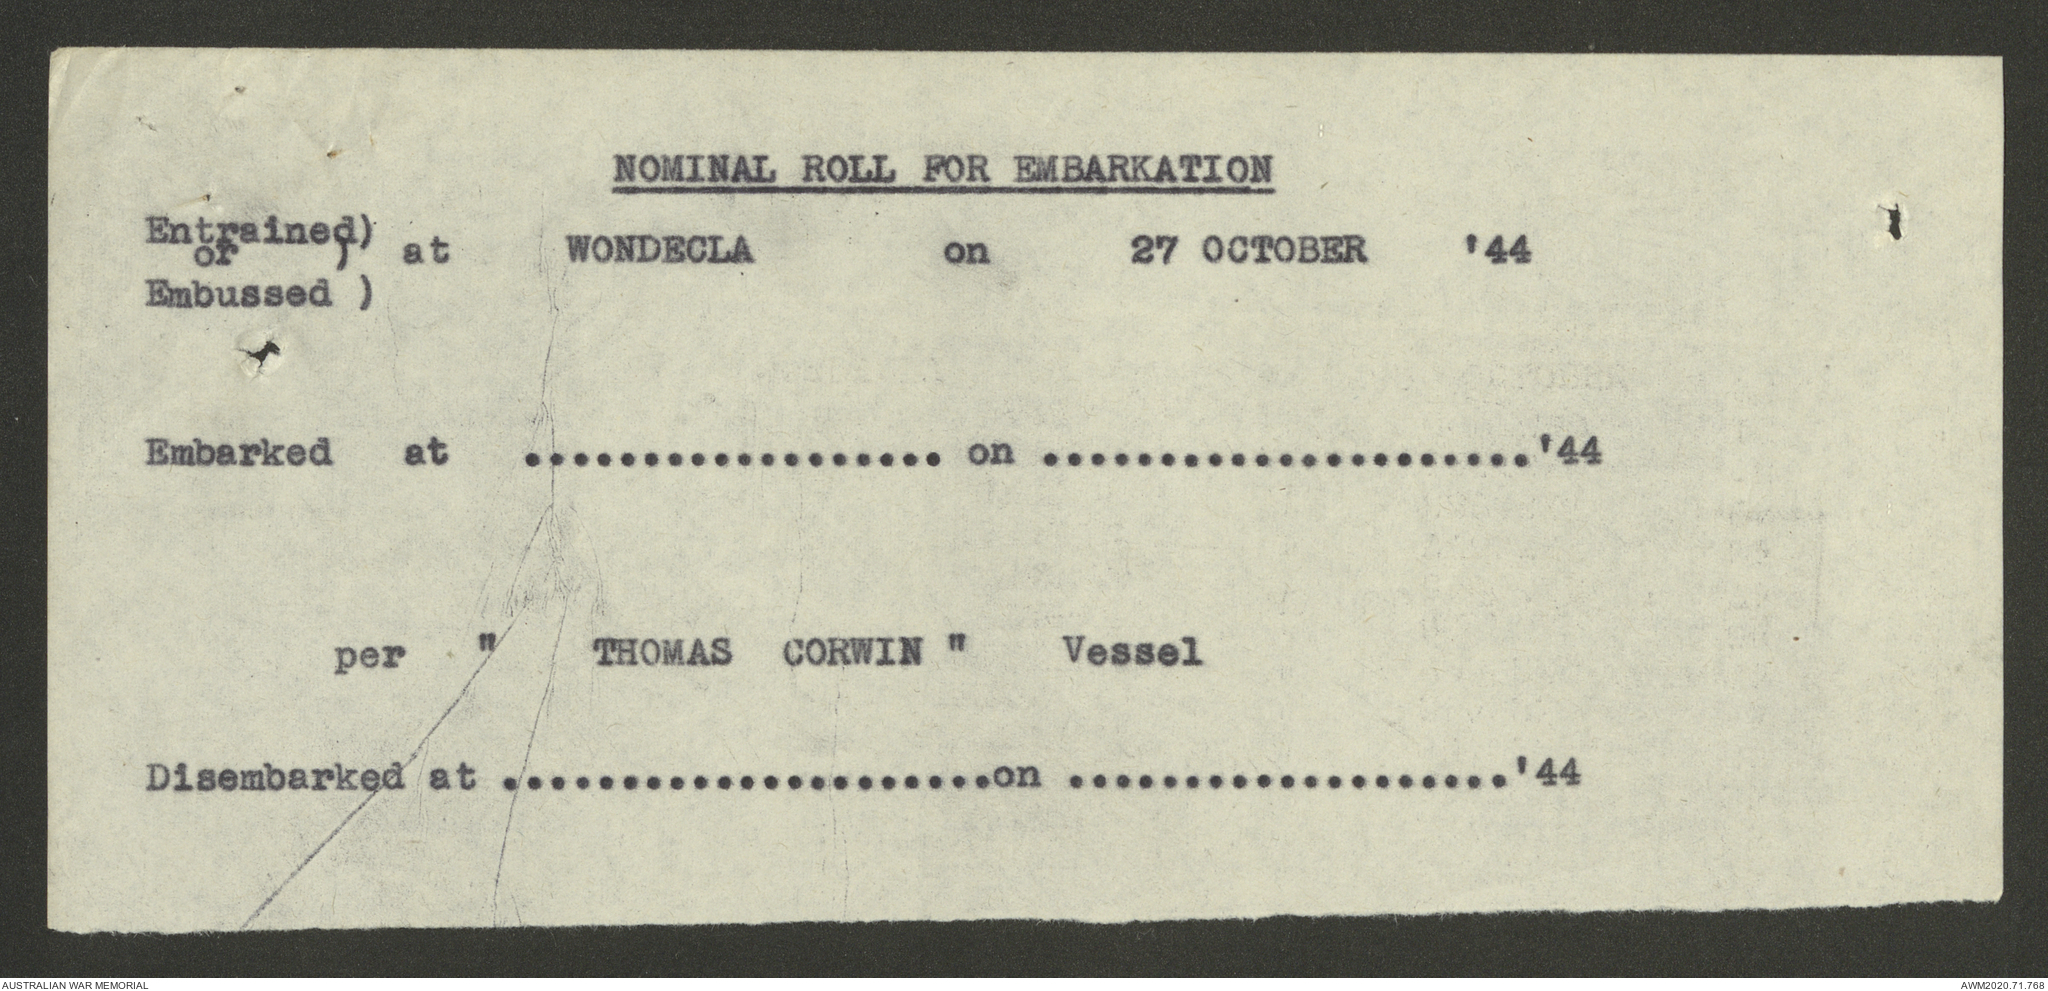 NOMINAL ROLL FOR EMBARKATION
Entrained)
or ) at WONDECLA on 27 OCTOBER '44
Embussed )
Embarked at .................. on .....................'44
per " THOMAS CORWIN " Vessel
Disembarked at .....................on ...................'44
AUSTRALIAN WAR MEMORIAL
AWM2020.71.768